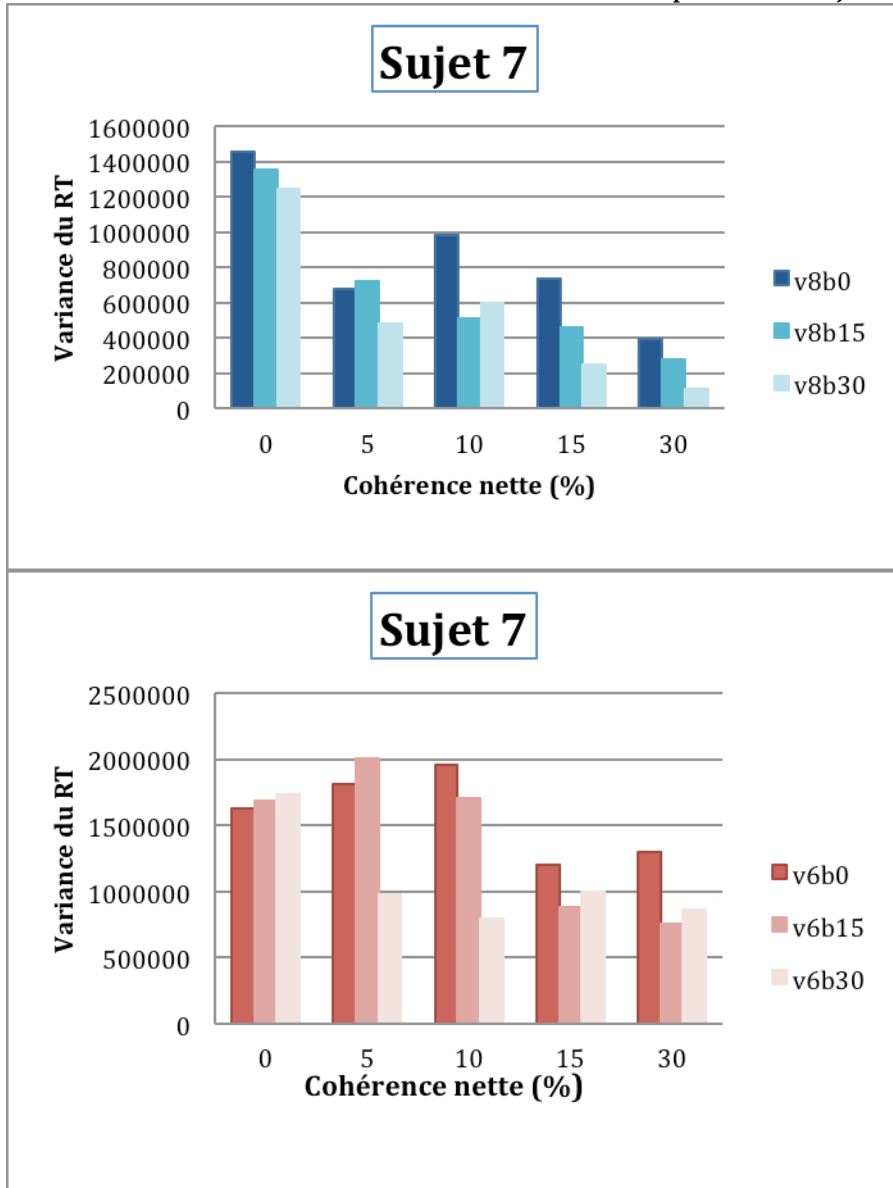 Sujet 7
1600000
1400000
1200000
1000000
800000
600000
400000
200000
0
Variance du RT
0 5 10 15 30
Cohérence nette (%)
v8b0
v8b15
v8b30
Sujet 7
2500000
2000000
1500000
1000000
500000
0
Variance du RT
0 5 10 15 30
Cohérence nette (%)
v6b0
v6b15
v6b30